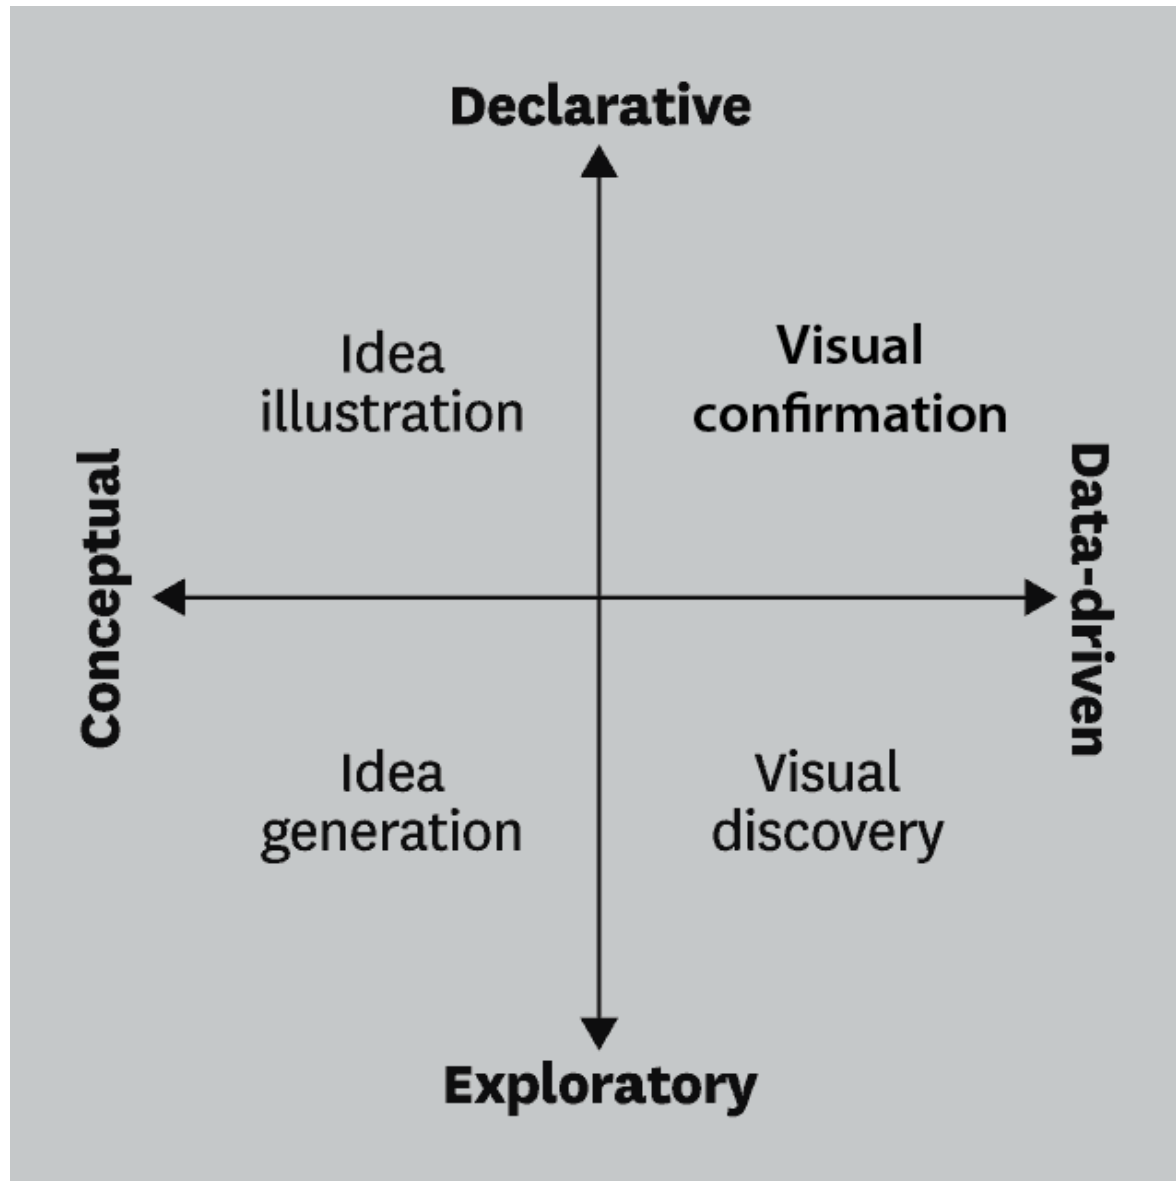 Declarative
Idea
illustration
Visual
confirmation
Conceptual
Data-driven
Idea
generation
Visual
discovery
Exploratory